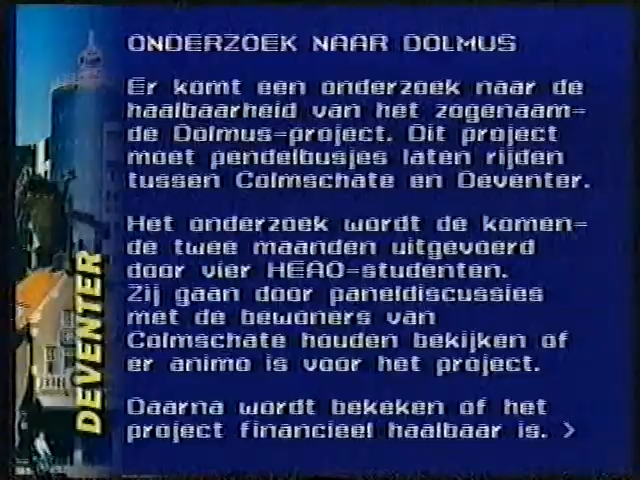 ONDERZOEK NAAR DOLMUS
Er komt een onderzoek naar de
haalbaarheid van het zogenaam-
de Dolmus-project. Dit project
moet pendelbusjes laten rijden
tussen Colmschate en Deventer.
Het onderzoek wordt de komen-
de twee maanden uitgevoerd
door vier HEAO-studenten.
Zij gaan door paneldiscussies
met de bewoners van
Colmschate houden bekijken of
er animo is voor het project.
Daarna wordt bekeken of het
project financieel haalbaar is. >
DEVENTER